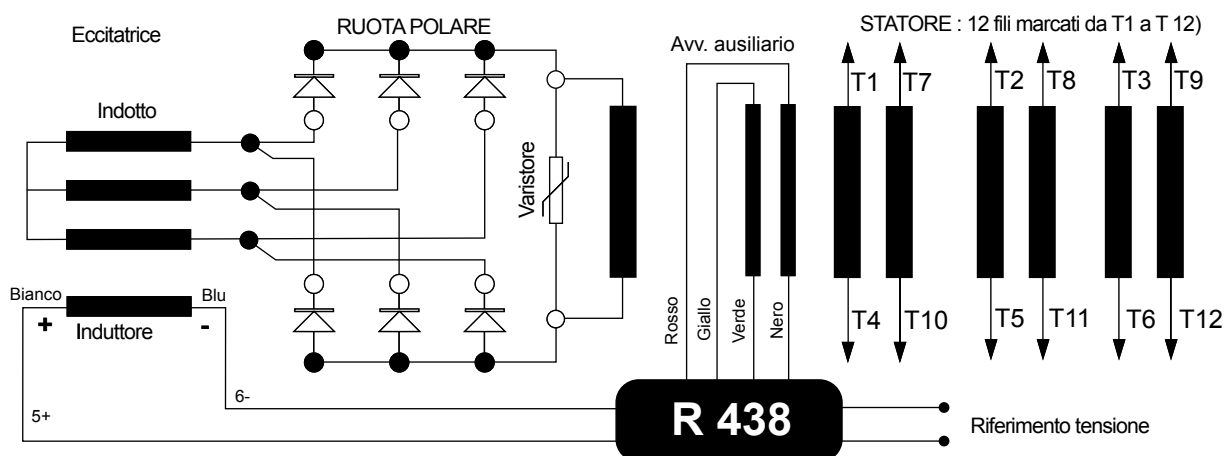 Eccitatrice
RUOTA POLARE
Avv. ausiliario
STATORE : 12 fili marcati da T1 a T 12)
T1
T7
T2
T8
T3
T9
Indotto
Varistore
Bianco
+
Induttore
-
Blu
Rosso
Giallo
Verde
Nero
T4
T10
T5
T11
T6
T12
5+
6-
R 438
Riferimento tensione